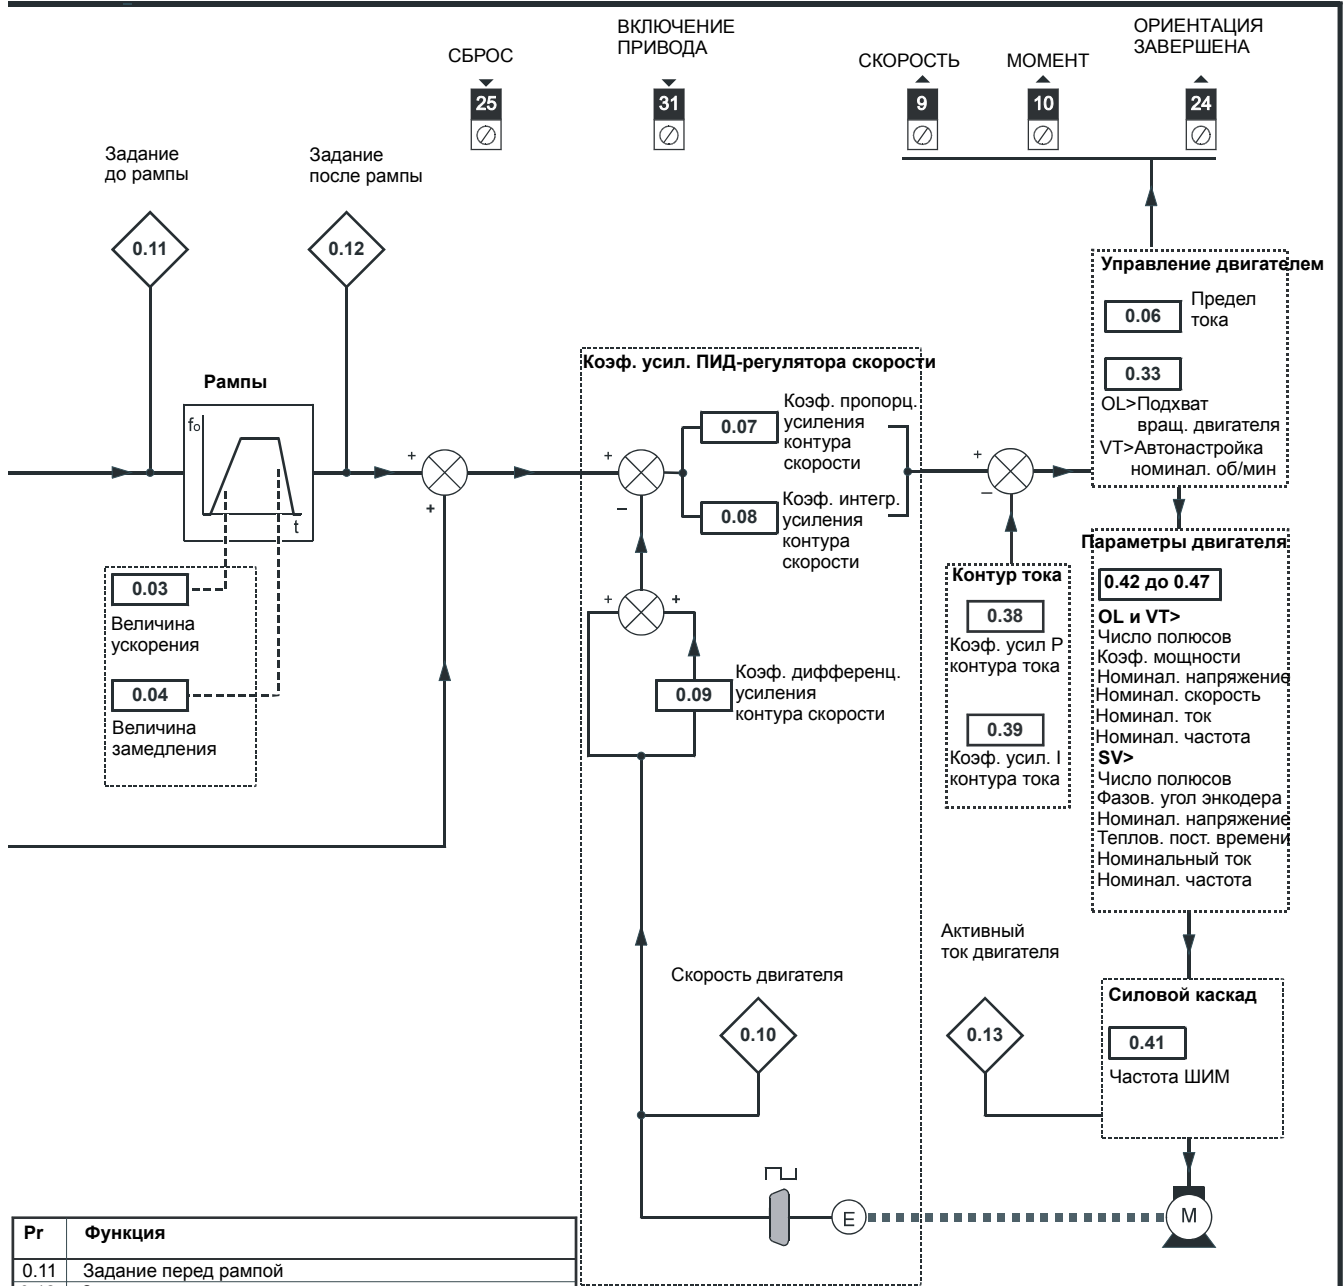 СБРОС
25
ВКЛЮЧЕНИЕ
ПРИВОДА
31
СКОРОСТЬ
9
МОМЕНТ
10
ОРИЕНТАЦИЯ
ЗАВЕРШЕНА
24
Задание
до рампы
0.11
Задание
после рампы
0.12
Рампы
fo
t
0.03
Величина
ускорения
0.04
Величина
замедления
+
+
Коэф. усил. ПИД-регулятора скорости
+
–
0.07
Коэф. пропорц.
усиления
контура
скорости
0.08
Коэф. интегр.
усиления
контура
скорости
+
+
0.09
Коэф. дифференц.
усиления
контура скорости
Скорость двигателя
0.10
E
+
–
Контур тока
0.38
Коэф. усил P
контура тока
0.39
Коэф. усил. I
контура тока
Управление двигателем
0.06
Предел
тока
0.33
OL>Подхват
вращ. двигателя
VT>Автонастройка
номинал. об/мин
Параметры двигателя
0.42 до 0.47
OL и VT>
Число полюсов
Коэф. мощности
Номинал. напряжение
Номинал. скорость
Номинал. ток
Номинал. частота
SV>
Число полюсов
Фазов. угол энкодера
Номинал. напряжение
Теплов. пост. времени
Номинальный ток
Номинал. частота
Активный
ток двигателя
0.13
Силовой каскад
0.41
Частота ШИМ
M
Pr Функция
0.11 Задание перед рампой